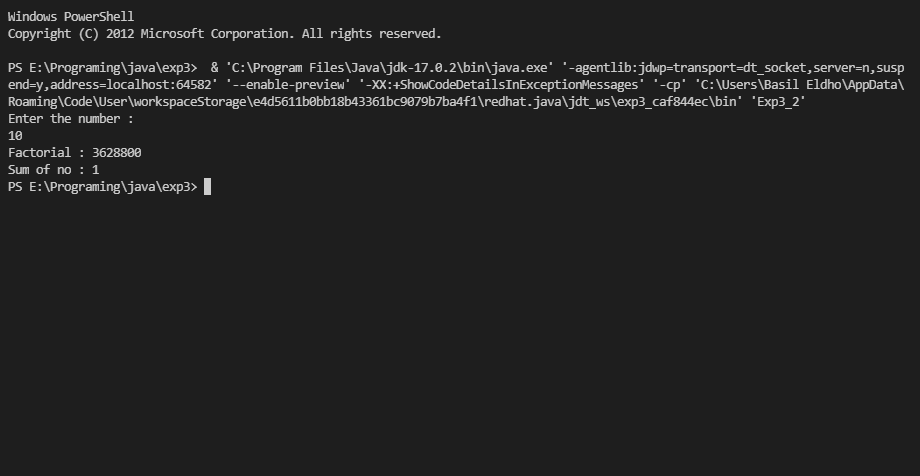 Windows PowerShell
Copyright (C) 2012 Microsoft Corporation. All rights reserved.
PS E:\Programing\java\exp3>  & 'C:\Program Files\Java\jdk-17.0.2\bin\java.exe' '-agentlib:jdwp=transport=dt_socket,server=n,susp
end=y,address=localhost:64582' '--enable-preview' '-XX:+ShowCodeDetailsInExceptionMessages' '-cp' 'C:\Users\Basil Eldho\AppData\
Roaming\Code\User\workspaceStorage\e4d5611b0bb18b43361bc9079b7ba4f1\redhat.java\jdt_ws\exp3_caf844ec\bin' 'Exp3_2'
Enter the number :
10
Factorial : 3628800
Sum of no : 1
PS E:\Programing\java\exp3>